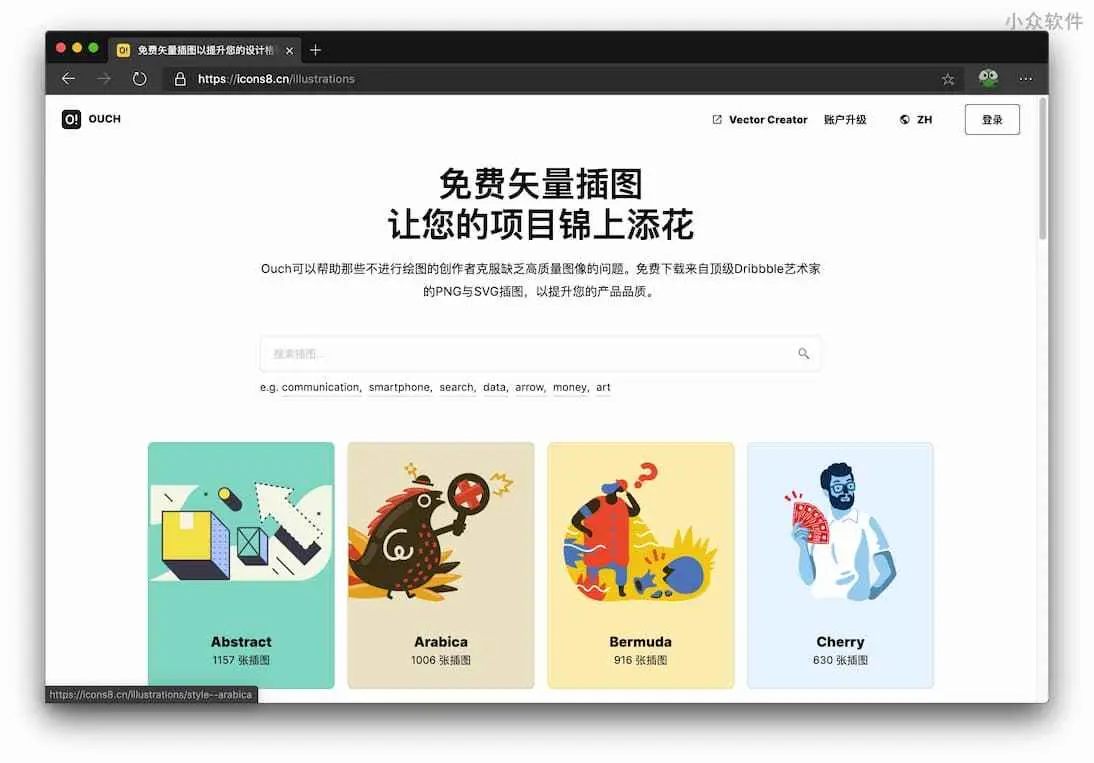 小众软件
O! 免费矢量插图以提升您的设计
https://icons8.cn/illustrations
O! OUCH
Vector Creator 账户升级 ZH 登录
免费矢量插图
让您的项目锦上添花
Ouch可以帮助那些不进行绘图的创作者克服缺乏高质量图像的问题。免费下载来自顶级Dribbble艺术家
的PNG与SVG插图，以提升您的产品品质。
搜索插图...
e.g. communication, smartphone, search, data, arrow, money, art
Abstract Arabica Bermuda Cherry
1157 张插图 1006 张插图 916 张插图 630 张插图
https://icons8.cn/illustrations/style--arabica